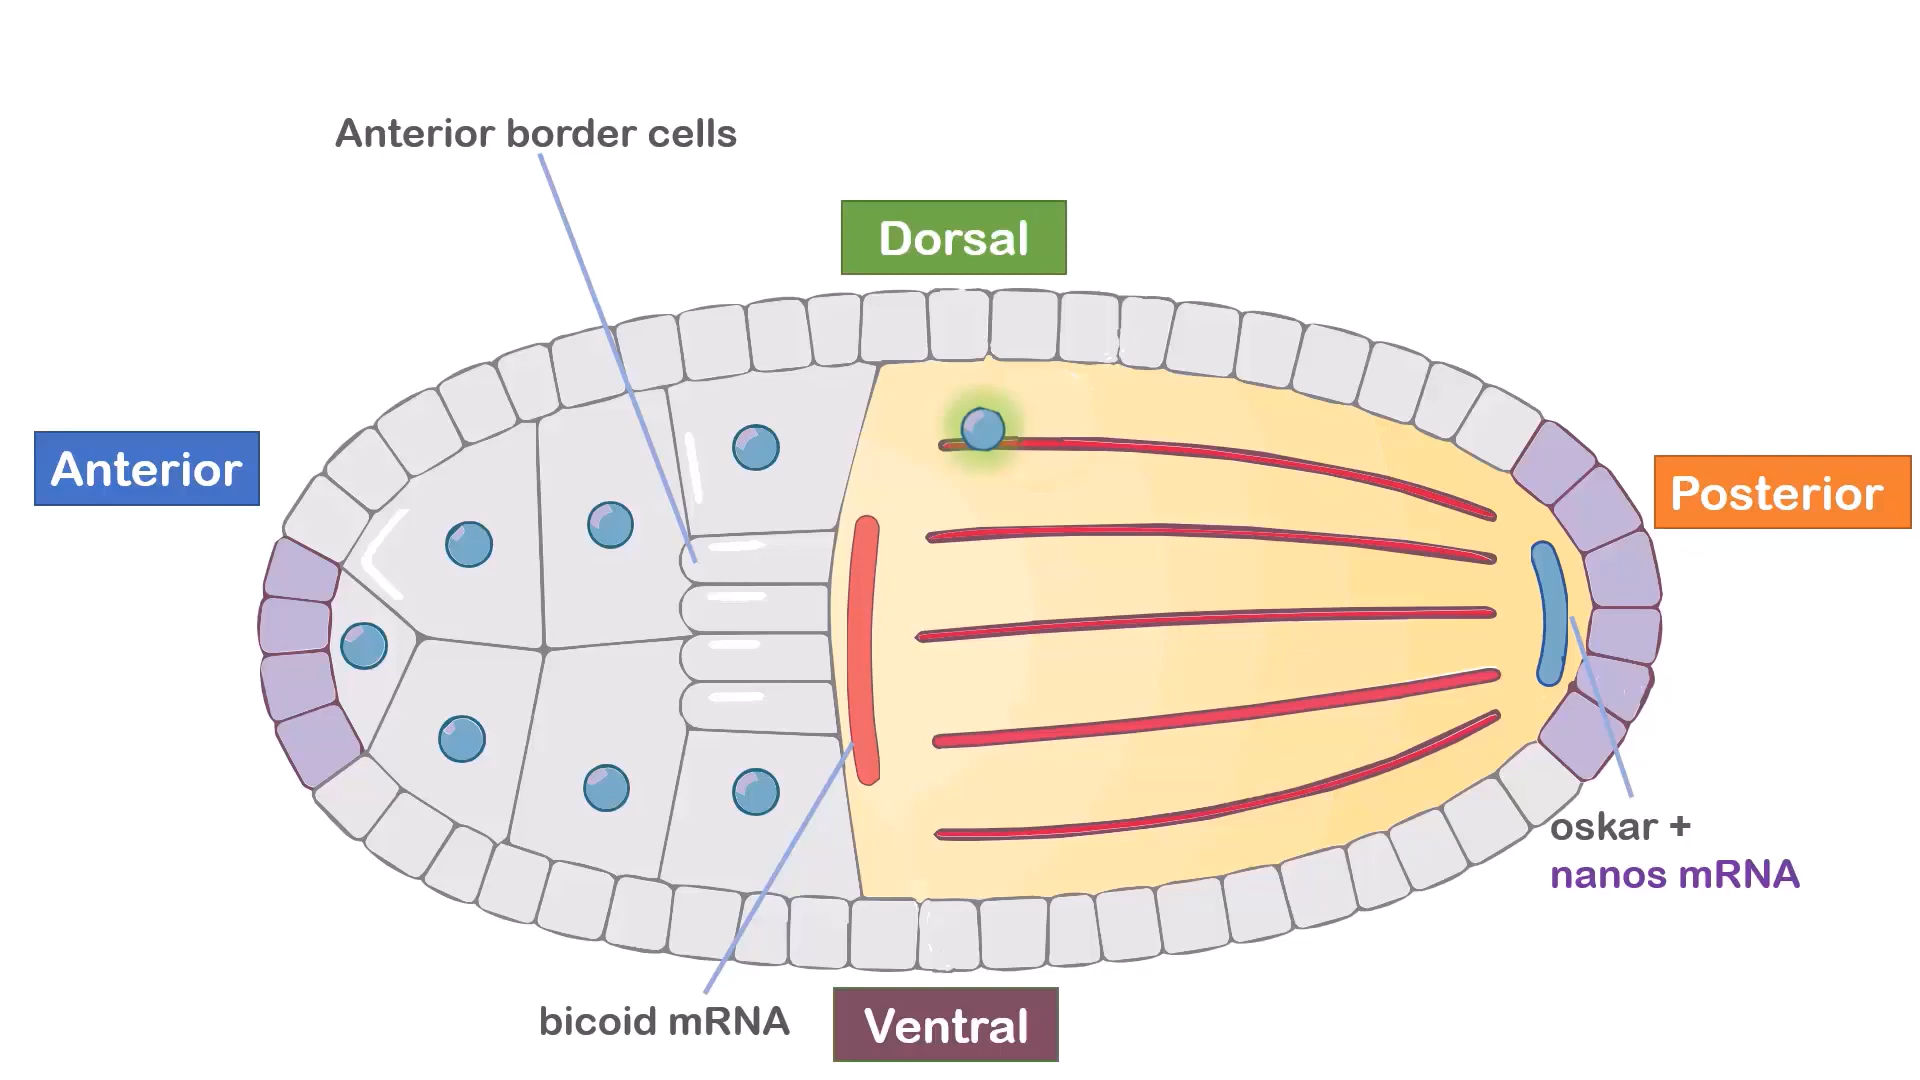 Anterior border cells
Dorsal
Anterior
Posterior
oskar +
nanos mRNA
bicoid mRNA
Ventral